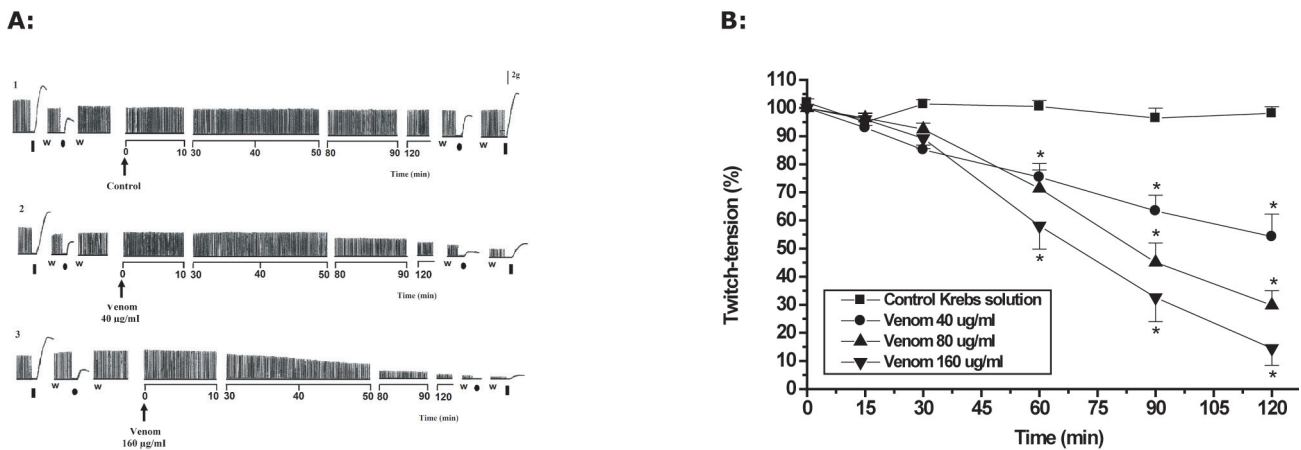 A:
1
2g
W W W W
0 10 30 40 50 80 90 120
Time (min)
Control
2
W W W W
0 10 30 40 50 80 90 120
Time (min)
Venom
40 µg/ml
3
W W W W
0 10 30 40 50 80 90 120
Time (min)
Venom
160 µg/ml
B:
110
100
90
80
70
60
50
40
30
20
10
0
Twitch-tension (%)
* * *
* * *
* *
Control Krebs solution
Venom 40 ug/ml
Venom 80 ug/ml
Venom 160 ug/ml
0 15 30 45 60 75 90 105 120
Time (min)